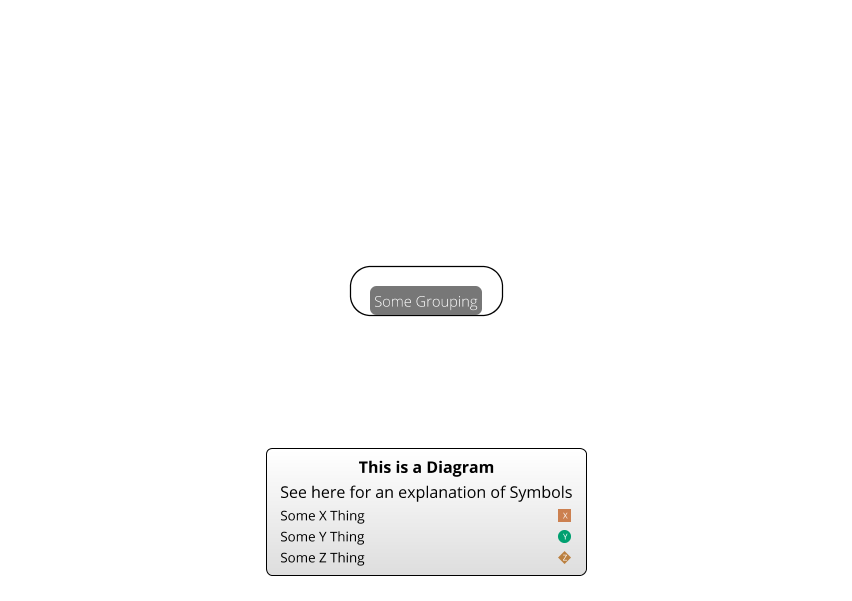 Some Grouping
This is a Diagram
See here for an explanation of Symbols
Some X Thing X
Some Y Thing Y
Some Z Thing Z